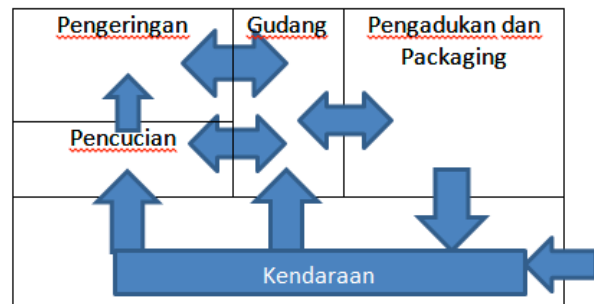 Pengeringan
Gudang
Pengadukan dan
Packaging
Pencucian
Kendaraan